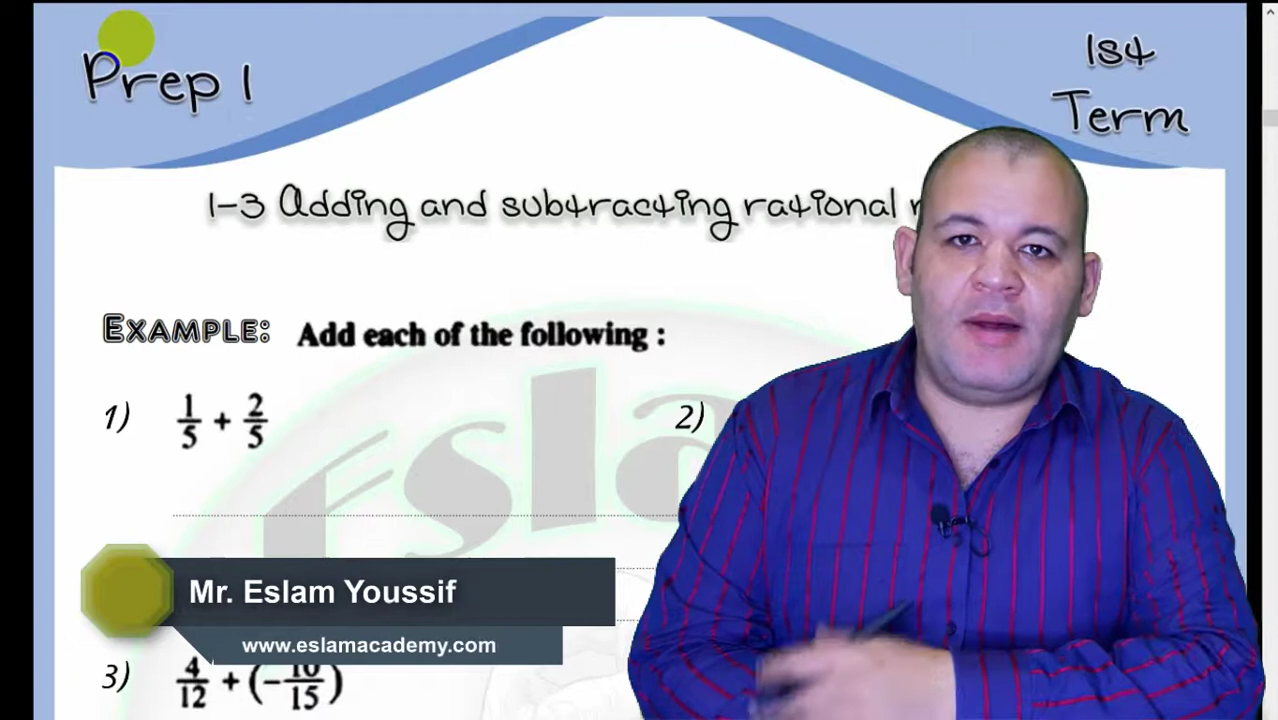 Prep 1
1st
Term
1-3 Adding and subtracting rational
EXAMPLE: Add each of the following :
1) 1/5 + 2/5
2)
Esla
Mr. Eslam Youssif
www.eslamacademy.com
3) 4/12 + (-10/15)